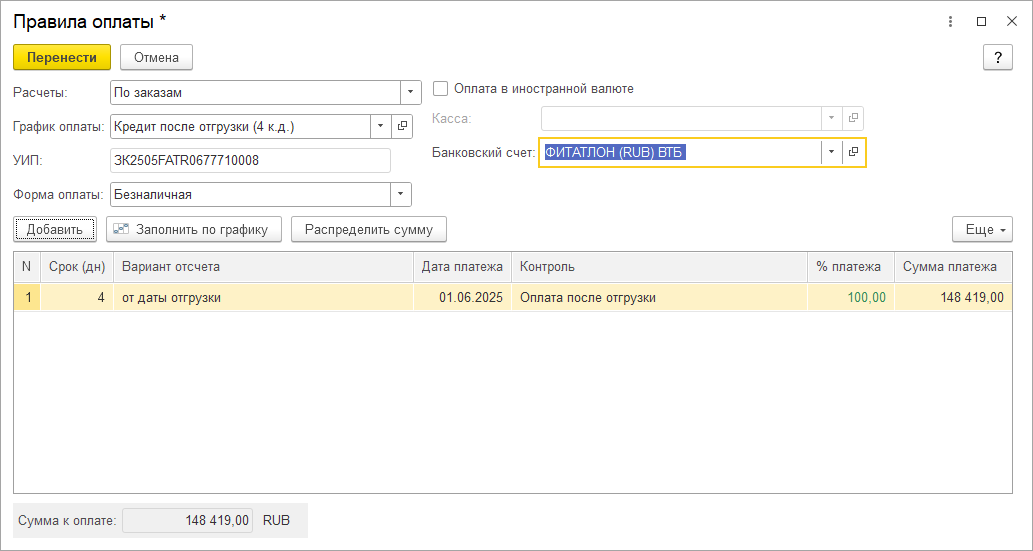 Правила оплаты *
Перенести Отмена ?
Расчеты: По заказам
Оплата в иностранной валюте
График оплаты: Кредит после отгрузки (4 к.д.)
Касса:
УИП: ЗК2505FATR0677710008
Банковский счет: ФИТАТЛОН (RUB) ВТБ
Форма оплаты: Безналичная
Добавить Заполнить по графику Распределить сумму Еще
N Срок (дн) Вариант отсчета Дата платежа Контроль % платежа Сумма платежа
1 4 от даты отгрузки 01.06.2025 Оплата после отгрузки 100,00 148 419,00
Сумма к оплате: 148 419,00 RUB